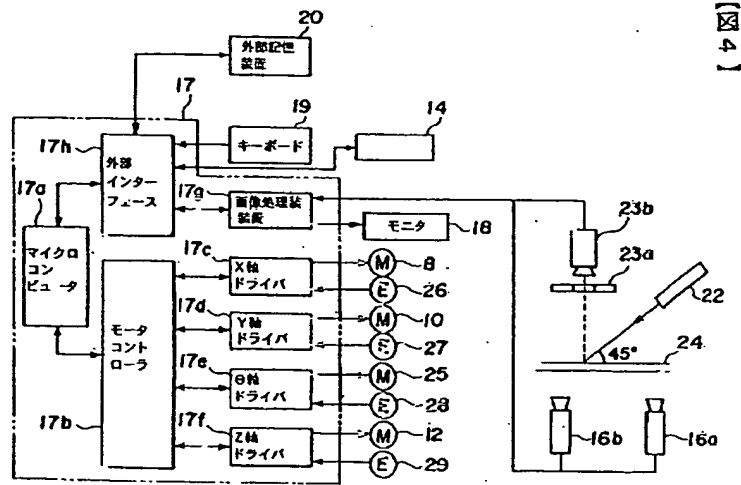 【図4】
20
外部記憶
装置
17
19
キーボード
14
17h
外部
インター
フェース
17a
マイクロ
コン
ピュータ
17g
画像処理装
装置
モニタ
18
23b
23a
22
24
45°
17c
X軸
ドライバ
M
8
E
26
17d
Y軸
ドライバ
M
10
E
27
モータ
コントロ
ーラ
17e
θ軸
ドライバ
M
25
E
28
17b
17f
Z軸
ドライバ
M
12
E
29
16b
16a